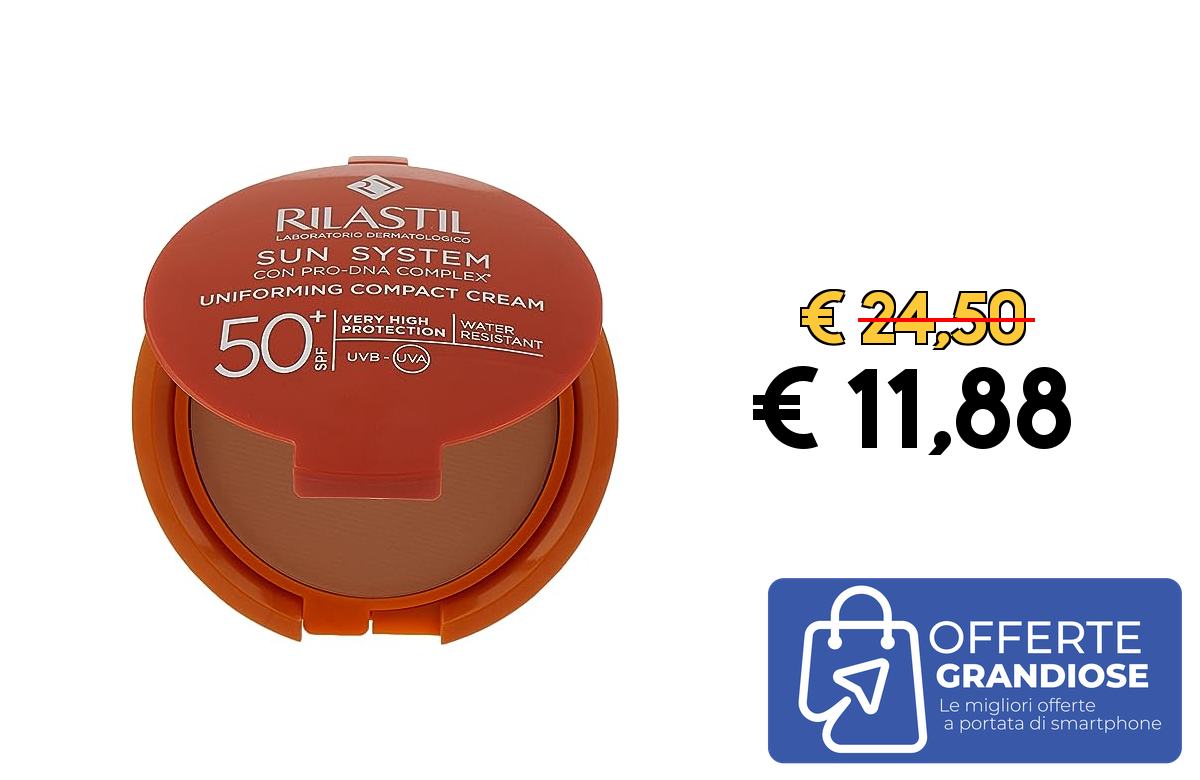 RILASTIL
LABORATORIO DERMATOLOGICO
SUN SYSTEM
CON PRO-DNA COMPLEX*
UNIFORMING COMPACT CREAM
50+
SPF
VERY HIGH
PROTECTION
UVB - UVA
WATER
RESISTANT
€ 24,50
€ 11,88
OFFERTE
GRANDIOSE
Le migliori offerte
a portata di smartphone